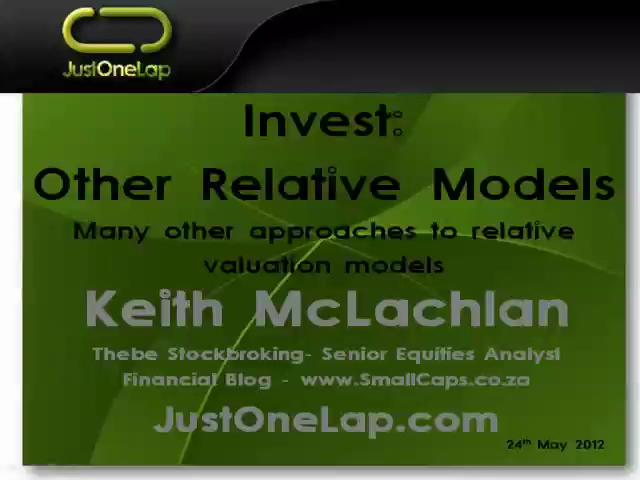 JustOneLap
Invest:
Other Relative Models
Many other approaches to relative
valuation models
Keith McLachlan
Thebe Stockbroking- Senior Equities Analyst
Financial Blog - www.SmallCaps.co.za
JustOneLap.com
24th May 2012